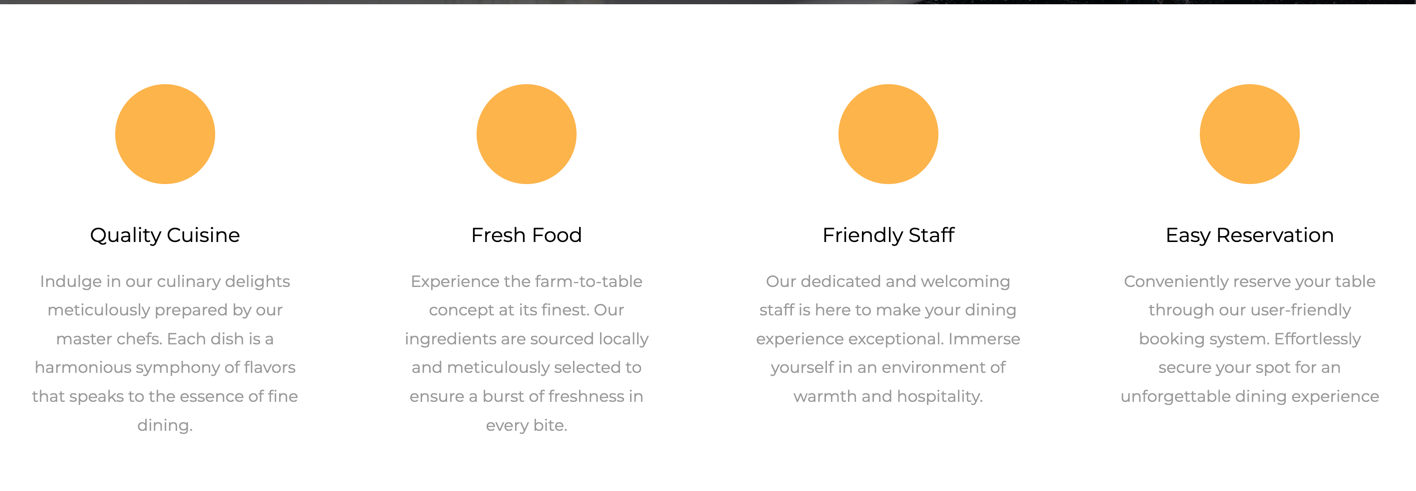 Quality Cuisine
Indulge in our culinary delights
meticulously prepared by our
master chefs. Each dish is a
harmonious symphony of flavors
that speaks to the essence of fine
dining.
Fresh Food
Experience the farm-to-table
concept at its finest. Our
ingredients are sourced locally
and meticulously selected to
ensure a burst of freshness in
every bite.
Friendly Staff
Our dedicated and welcoming
staff is here to make your dining
experience exceptional. Immerse
yourself in an environment of
warmth and hospitality.
Easy Reservation
Conveniently reserve your table
through our user-friendly
booking system. Effortlessly
secure your spot for an
unforgettable dining experience